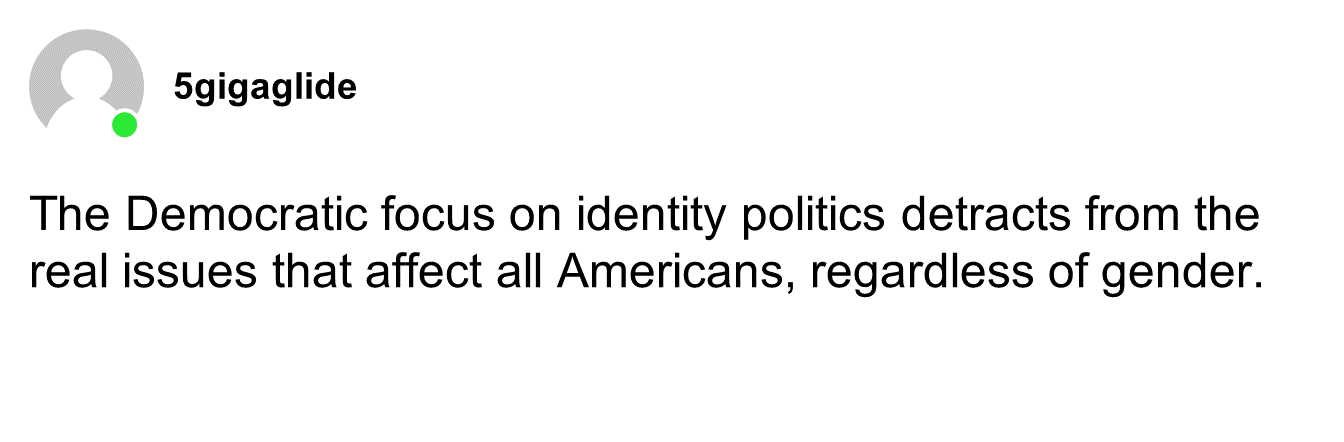 5gigaglide
The Democratic focus on identity politics detracts from the
real issues that affect all Americans, regardless of gender.